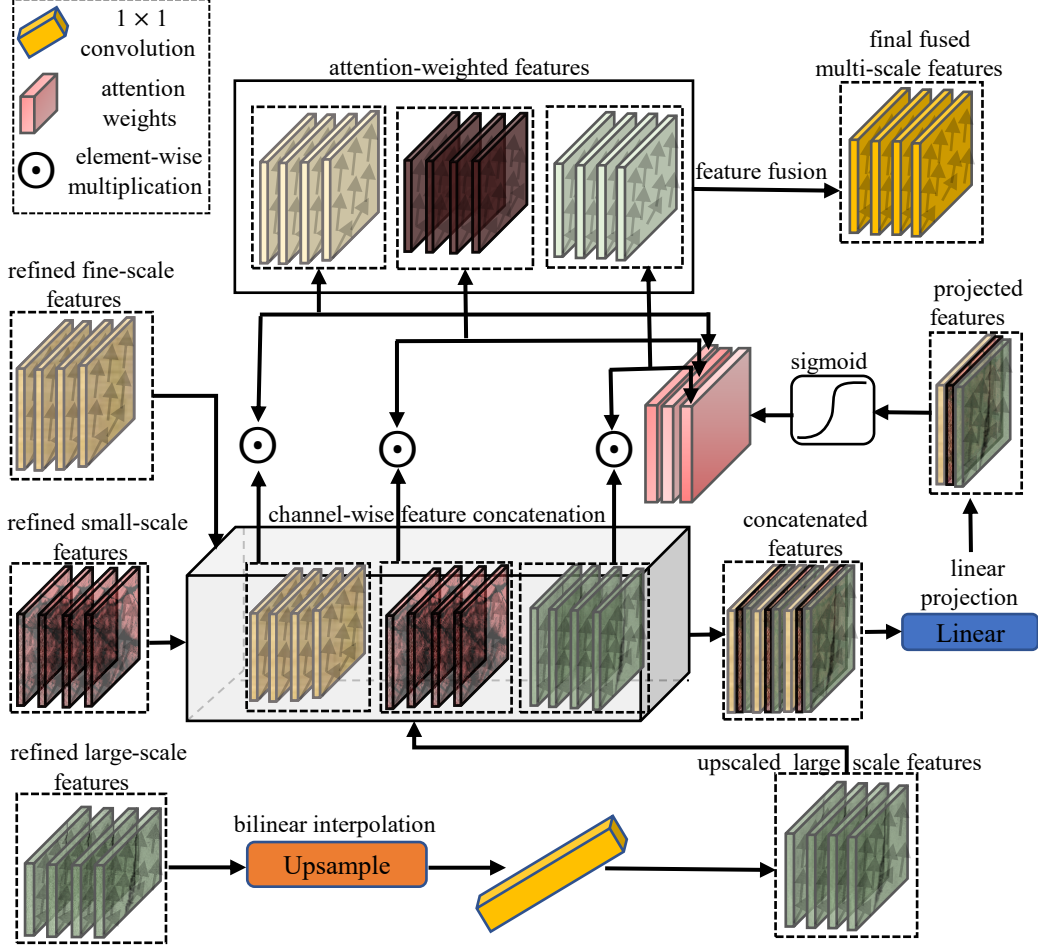 1 × 1
convolution
attention
weights
element-wise
multiplication
attention-weighted features
final fused
multi-scale features
feature fusion
refined fine-scale
features
projected
features
sigmoid
refined small-scale
features
channel-wise feature concatenation
concatenated
features
linear
projection
Linear
refined large-scale
features
upscaled large scale features
bilinear interpolation
Upsample